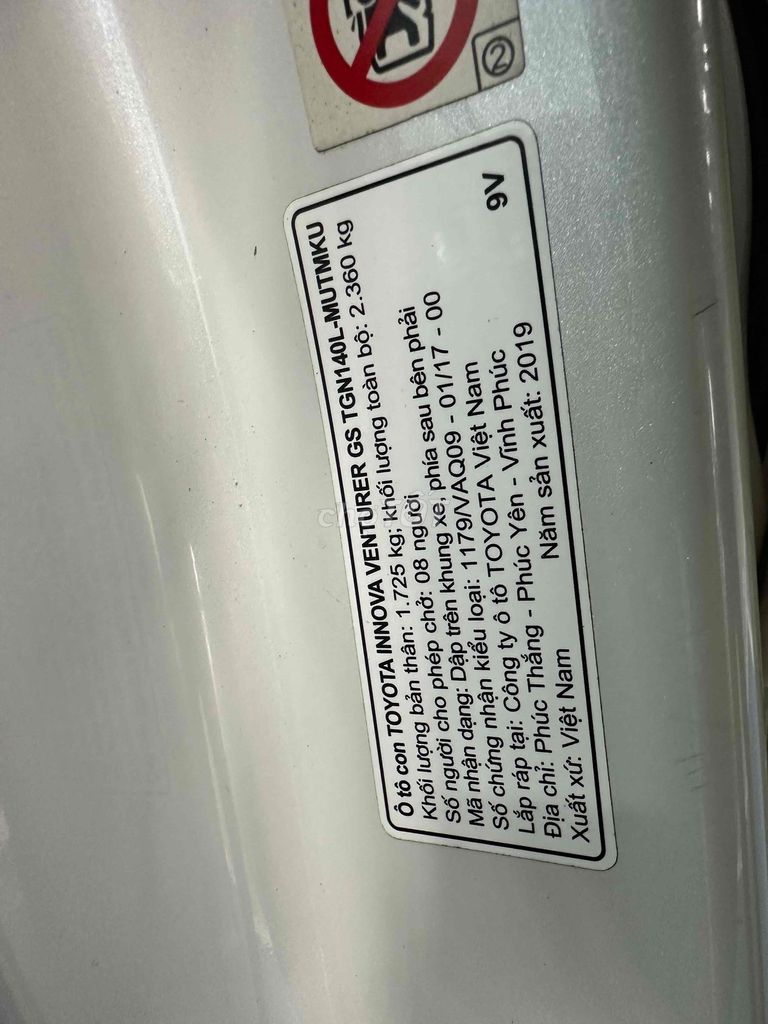 ②
Ô tô con TOYOTA INNOVA VENTURER GS TGN140L-MUTMKU
Khối lượng bản thân: 1.725 kg; khối lượng toàn bộ: 2.360 kg
Số người cho phép chở: 08 người
Mã nhận dạng: Dập trên khung xe, phía sau bên phải
Số chứng nhận kiểu loại: 1179/VAQ09 - 01/17 - 00
Lắp ráp tại: Công ty ô tô TOYOTA Việt Nam
Địa chỉ: Phúc Thắng - Phúc Yên - Vĩnh Phúc
Xuất xứ: Việt Nam Năm sản xuất: 2019
9V